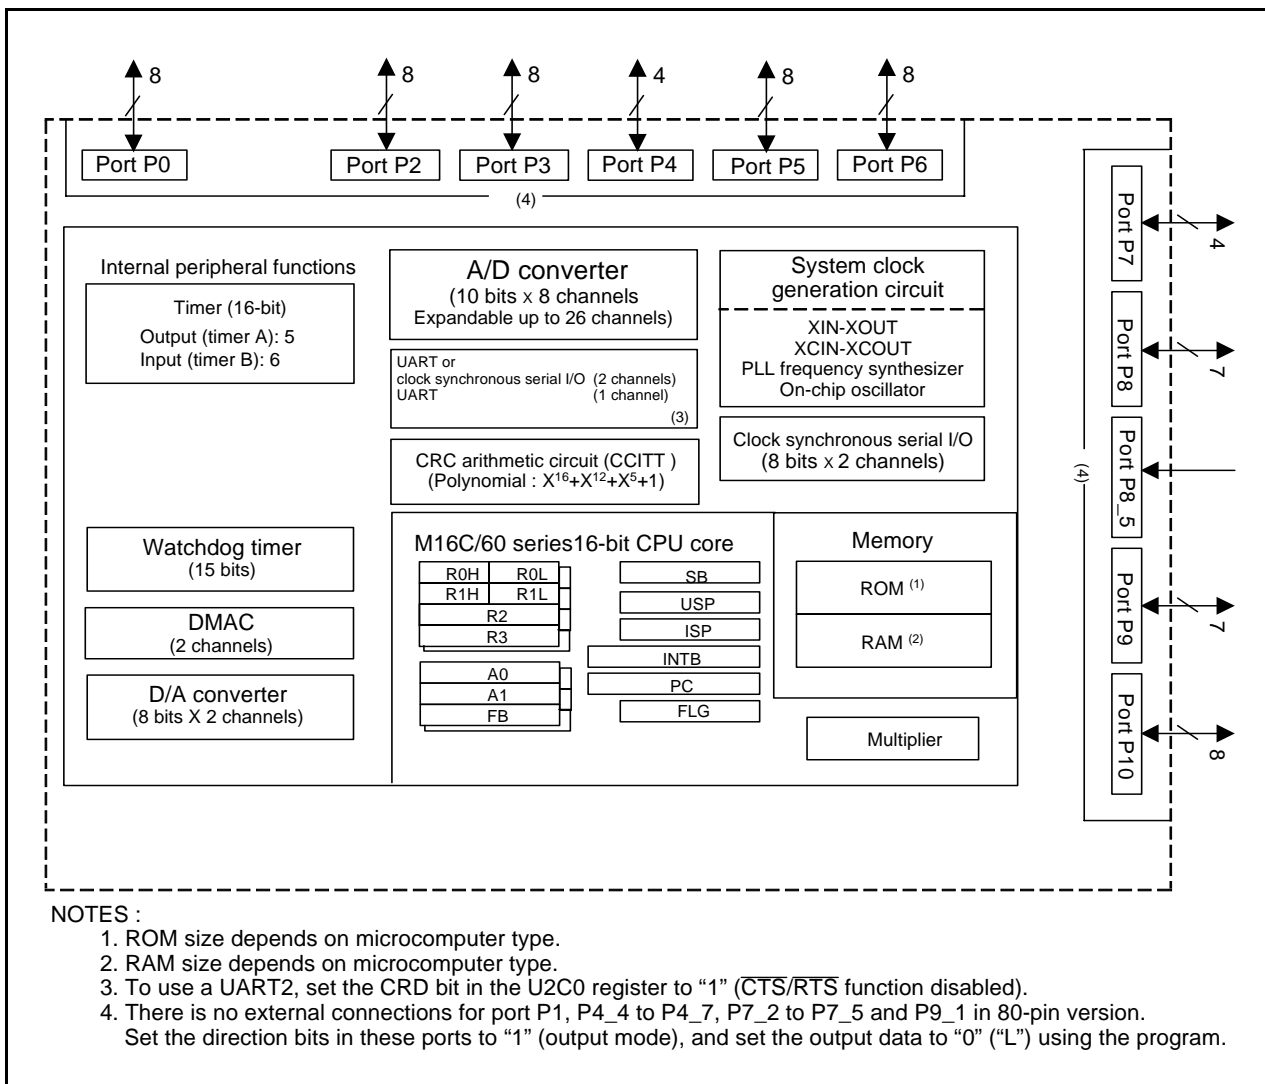 8 8 8 4 8 8
Port P0 Port P2 Port P3 Port P4 Port P5 Port P6
(4)
Port P7 4
Port P8 7
Port P8_5
(4)
Port P9 7
Port P10 8
Internal peripheral functions
Timer (16-bit)
Output (timer A): 5
Input (timer B): 6
A/D converter
(10 bits x 8 channels
Expandable up to 26 channels)
System clock
generation circuit
XIN-XOUT
XCIN-XCOUT
PLL frequency synthesizer
On-chip oscillator
UART or
clock synchronous serial I/O (2 channels)
UART (1 channel)
(3)
Clock synchronous serial I/O
(8 bits x 2 channels)
CRC arithmetic circuit (CCITT )
(Polynomial : X¹⁶+X¹²+X⁵+1)
Watchdog timer
(15 bits)
DMAC
(2 channels)
D/A converter
(8 bits X 2 channels)
M16C/60 series16-bit CPU core
R0H R0L
R1H R1L
R2
R3
A0
A1
FB
SB
USP
ISP
INTB
PC
FLG
Memory
ROM (1)
RAM (2)
Multiplier
NOTES :
1. ROM size depends on microcomputer type.
2. RAM size depends on microcomputer type.
3. To use a UART2, set the CRD bit in the U2C0 register to “1” (C̅T̅S̅/R̅T̅S̅ function disabled).
4. There is no external connections for port P1, P4_4 to P4_7, P7_2 to P7_5 and P9_1 in 80-pin version.
Set the direction bits in these ports to “1” (output mode), and set the output data to “0” (“L”) using the program.